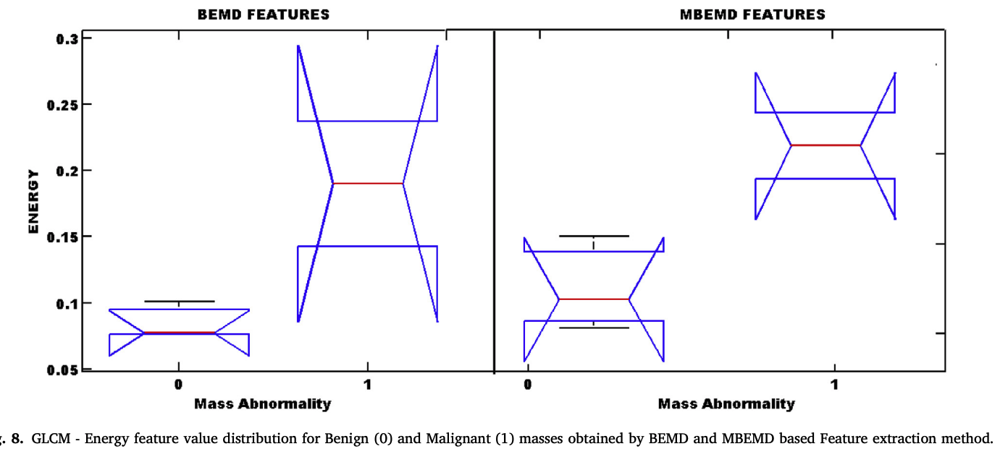 BEMD FEATURES
MBEMD FEATURES
0.3
0.25
0.2
0.15
0.1
0.05
ENERGY
0
1
0
1
Mass Abnormality
Mass Abnormality
. 8. GLCM - Energy feature value distribution for Benign (0) and Malignant (1) masses obtained by BEMD and MBEMD based Feature extraction method.